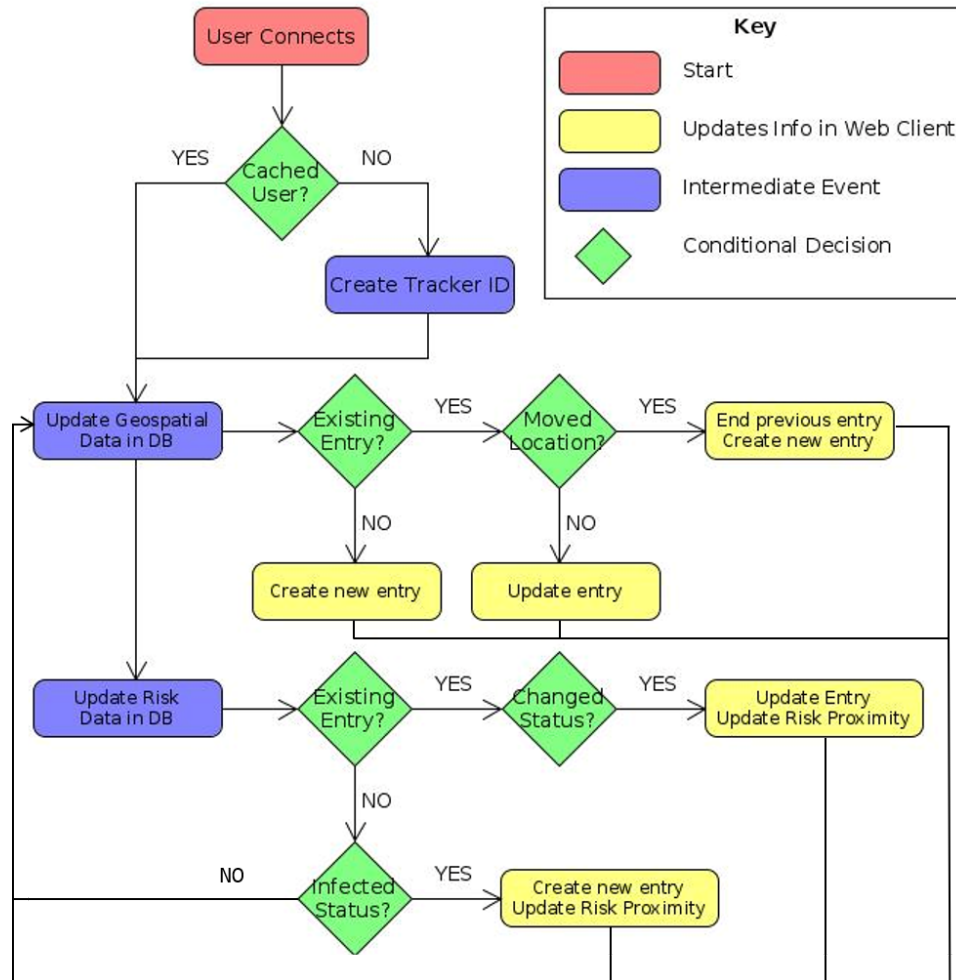 User Connects
Key
Start
Updates Info in Web Client
Intermediate Event
Conditional Decision
YES
NO
Cached
User?
Create Tracker ID
Update Geospatial
Data in DB
Existing
Entry?
YES
Moved
Location?
YES
End previous entry
Create new entry
NO
NO
Create new entry
Update entry
Update Risk
Data in DB
Existing
Entry?
YES
Changed
Status?
YES
Update Entry
Update Risk Proximity
NO
NO
Infected
Status?
YES
Create new entry
Update Risk Proximity